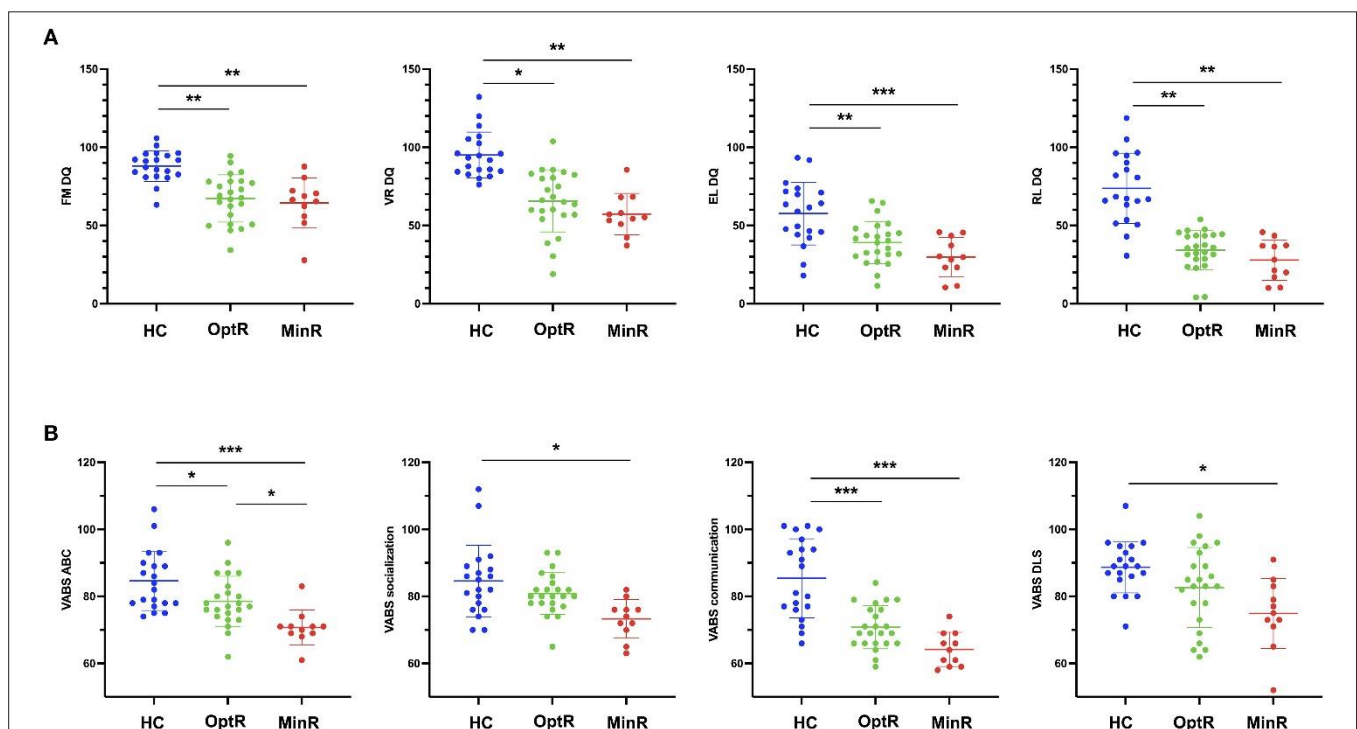 A
FM DQ
150
100
50
0
**
**
HC OptR MinR
VR DQ
150
100
50
0
**
*
HC OptR MinR
EL DQ
150
100
50
0
***
**
HC OptR MinR
RL DQ
150
100
50
0
**
**
HC OptR MinR
B
VABS ABC
120
100
80
60
***
*
*
HC OptR MinR
VABS socialization
120
100
80
60
*
HC OptR MinR
VABS communication
120
100
80
60
***
***
HC OptR MinR
VABS DLS
120
100
80
60
*
HC OptR MinR